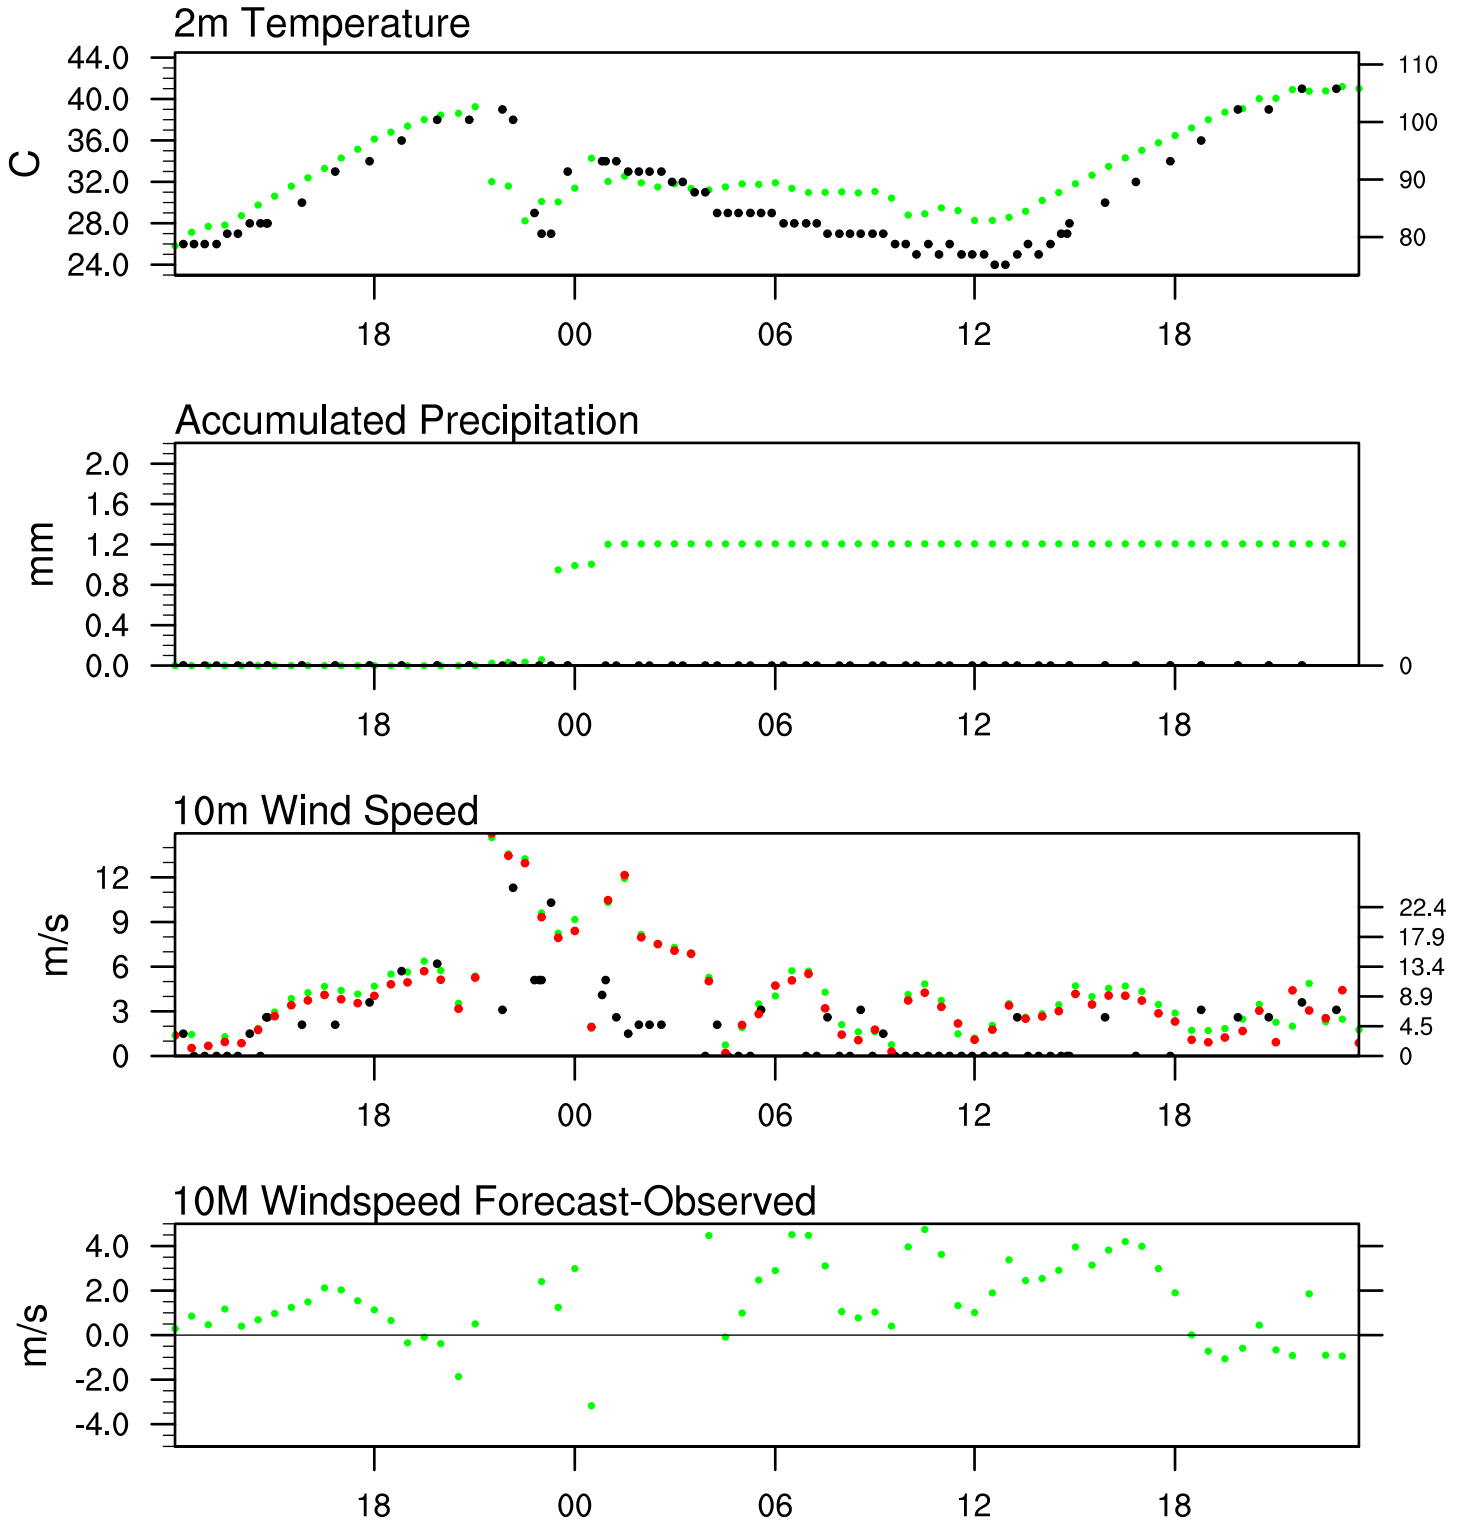 2m Temperature
44.0
40.0
36.0
32.0
28.0
24.0
C
110
100
90
80
18 00 06 12 18
Accumulated Precipitation
2.0
1.6
1.2
0.8
0.4
0.0
mm
0
18 00 06 12 18
10m Wind Speed
12
9
6
3
0
m/s
22.4
17.9
13.4
8.9
4.5
0
18 00 06 12 18
10M Windspeed Forecast-Observed
4.0
2.0
0.0
-2.0
-4.0
m/s
18 00 06 12 18